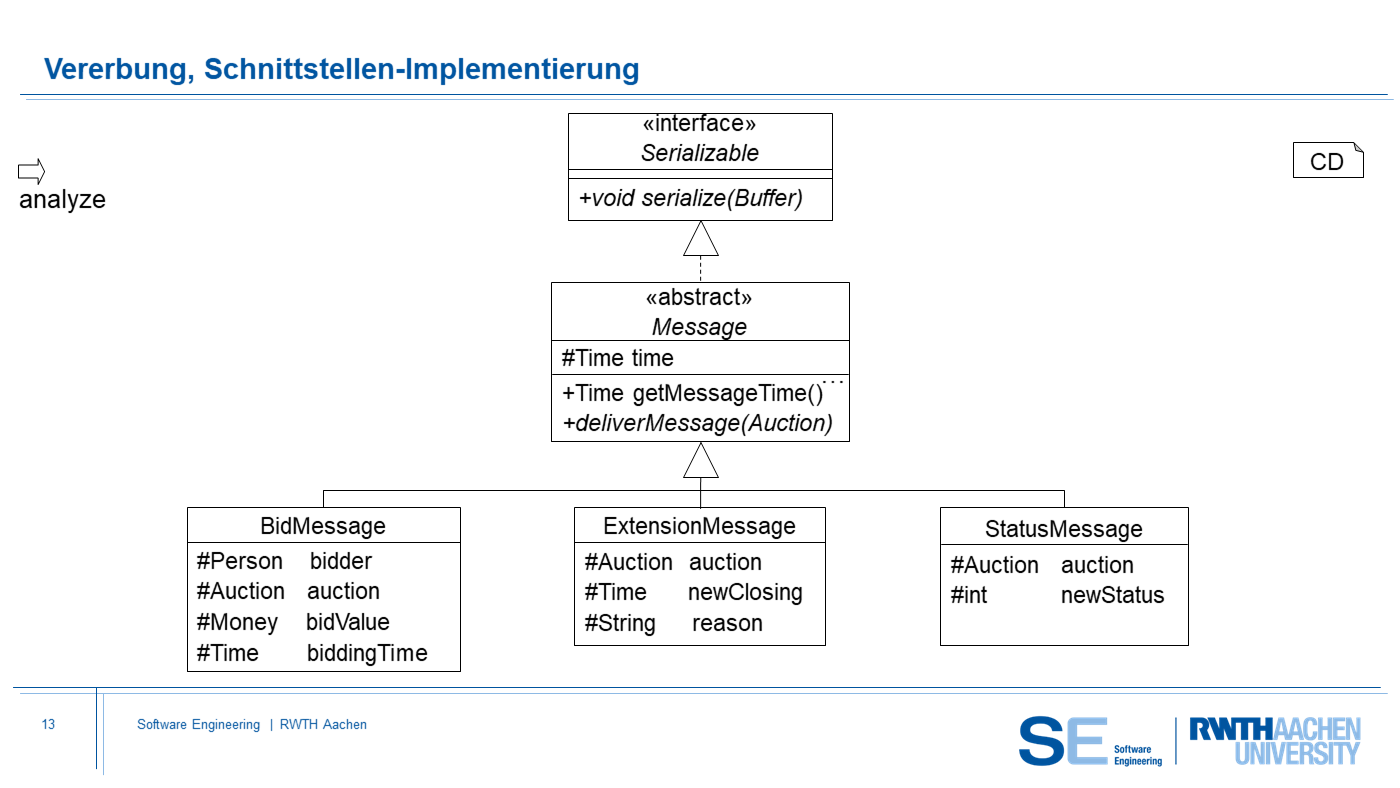 Vererbung, Schnittstellen-Implementierung
analyze
CD
«interface»
Serializable
+void serialize(Buffer)
«abstract»
Message
#Time time
...
+Time getMessageTime()
+deliverMessage(Auction)
BidMessage
#Person bidder
#Auction auction
#Money bidValue
#Time biddingTime
ExtensionMessage
#Auction auction
#Time newClosing
#String reason
StatusMessage
#Auction auction
#int newStatus
13
Software Engineering | RWTH Aachen
SE Software
Engineering
RWTHAACHEN
UNIVERSITY